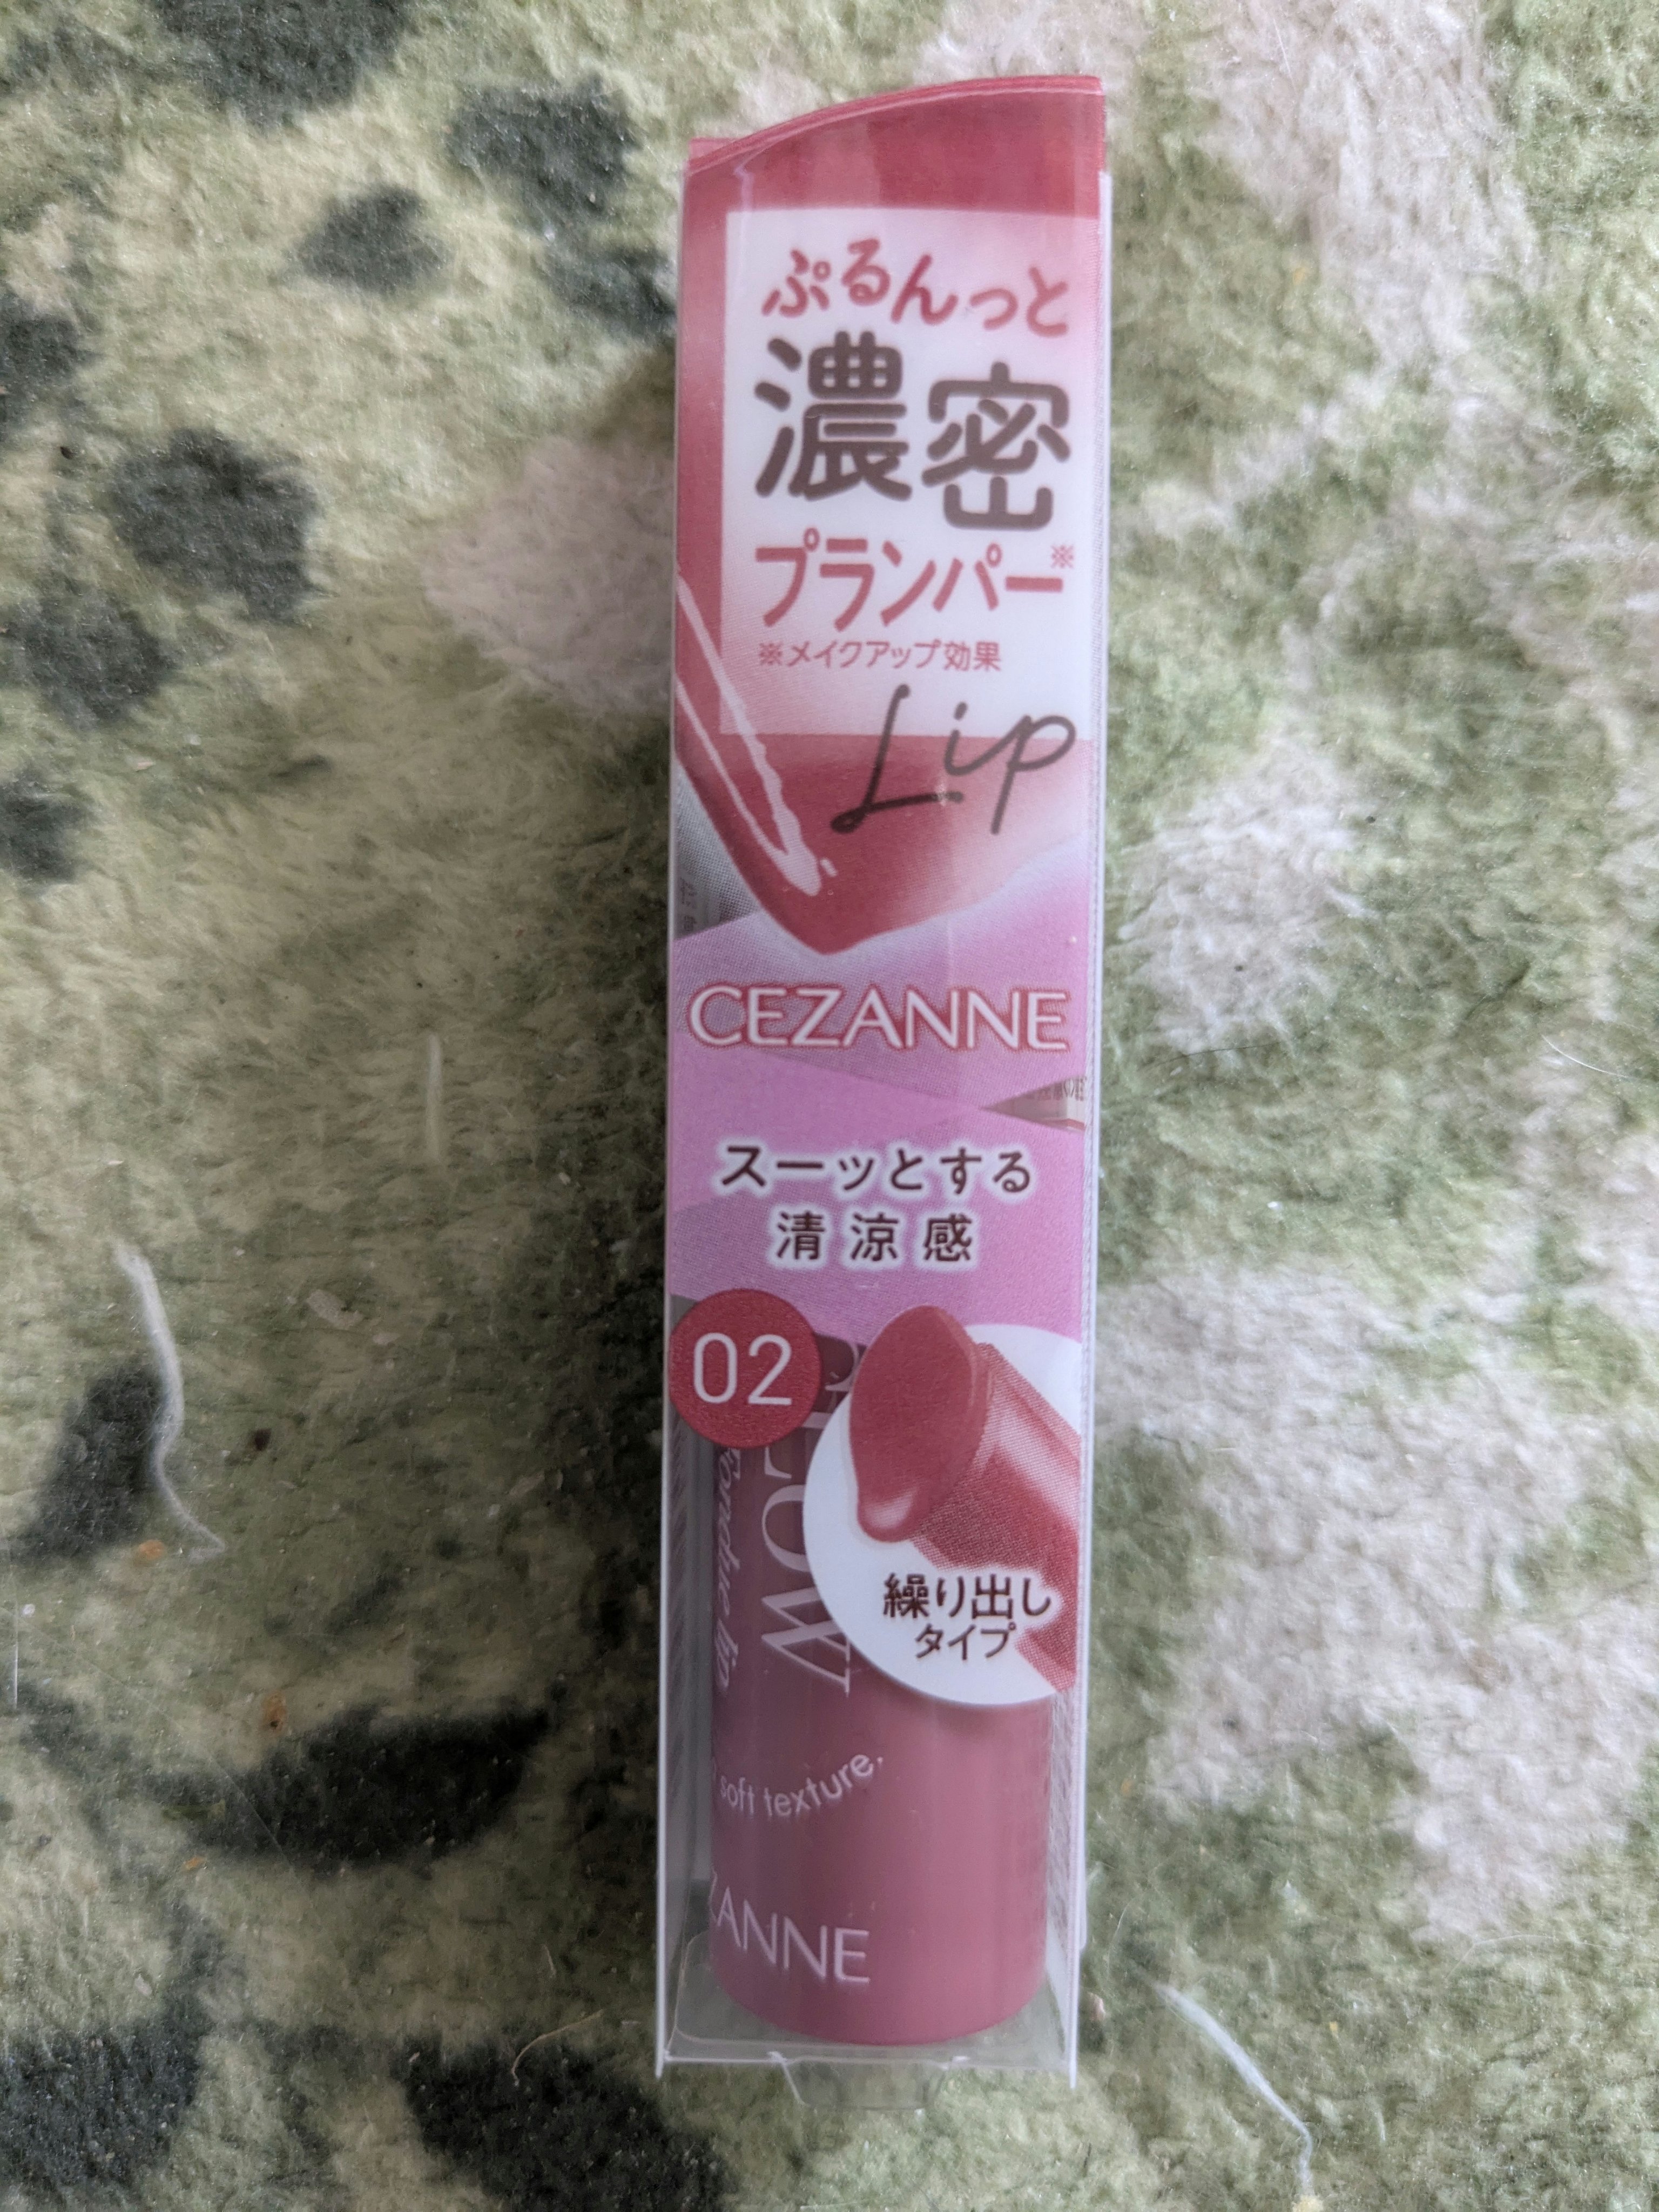 ぷるんっと
濃密
プランパー※
※メイクアップ効果
Lip
CEZANNE
スーッとする
清涼感
02
繰り出し
タイプ
lip
soft texture.
ZANNE